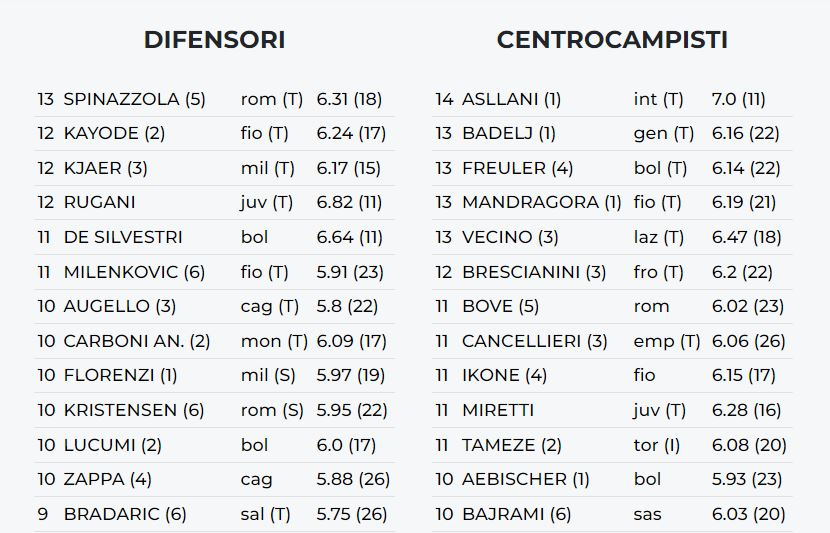 DIFENSORI
13 SPINAZZOLA (5) rom (T) 6.31 (18)
12 KAYODE (2) fio (T) 6.24 (17)
12 KJAER (3) mil (T) 6.17 (15)
12 RUGANI juv (T) 6.82 (11)
11 DE SILVESTRI bol 6.64 (11)
11 MILENKOVIC (6) fio (T) 5.91 (23)
10 AUGELLO (3) cag (T) 5.8 (22)
10 CARBONI AN. (2) mon (T) 6.09 (17)
10 FLORENZI (1) mil (S) 5.97 (19)
10 KRISTENSEN (6) rom (S) 5.95 (22)
10 LUCUMI (2) bol 6.0 (17)
10 ZAPPA (4) cag 5.88 (26)
9 BRADARIC (6) sal (T) 5.75 (26)
CENTROCAMPISTI
14 ASLLANI (1) int (T) 7.0 (11)
13 BADELJ (1) gen (T) 6.16 (22)
13 FREULER (4) bol (T) 6.14 (22)
13 MANDRAGORA (1) fio (T) 6.19 (21)
13 VECINO (3) laz (T) 6.47 (18)
12 BRESCIANINI (3) fro (T) 6.2 (22)
11 BOVE (5) rom 6.02 (23)
11 CANCELLIERI (3) emp (T) 6.06 (26)
11 IKONE (4) fio 6.15 (17)
11 MIRETTI juv (T) 6.28 (16)
11 TAMEZE (2) tor (I) 6.08 (20)
10 AEBISCHER (1) bol 5.93 (23)
10 BAJRAMI (6) sas 6.03 (20)